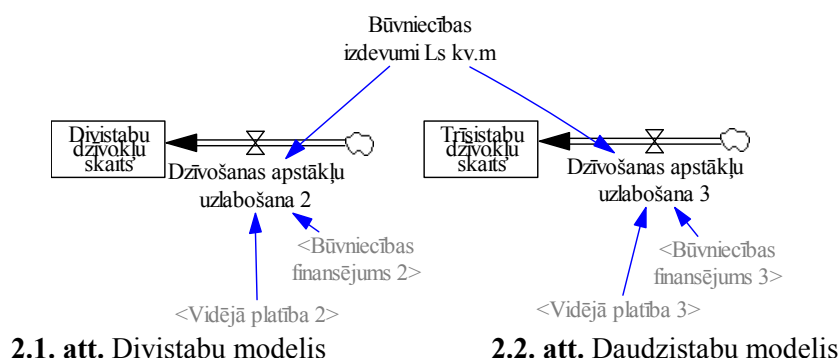 Būvniecības
izdevumi Ls kv.m
Divistabu
dzīvokļu
skaits
Dzīvošanas apstākļu
uzlabošana 2
<Būvniecības
finansējums 2>
<Vidējā platība 2>
Trīsistabu
dzīvokļu
skaits
Dzīvošanas apstākļu
uzlabošana 3
<Būvniecības
finansējums 3>
<Vidējā platība 3>
2.1. att. Divistabu modelis
2.2. att. Daudzistabu modelis